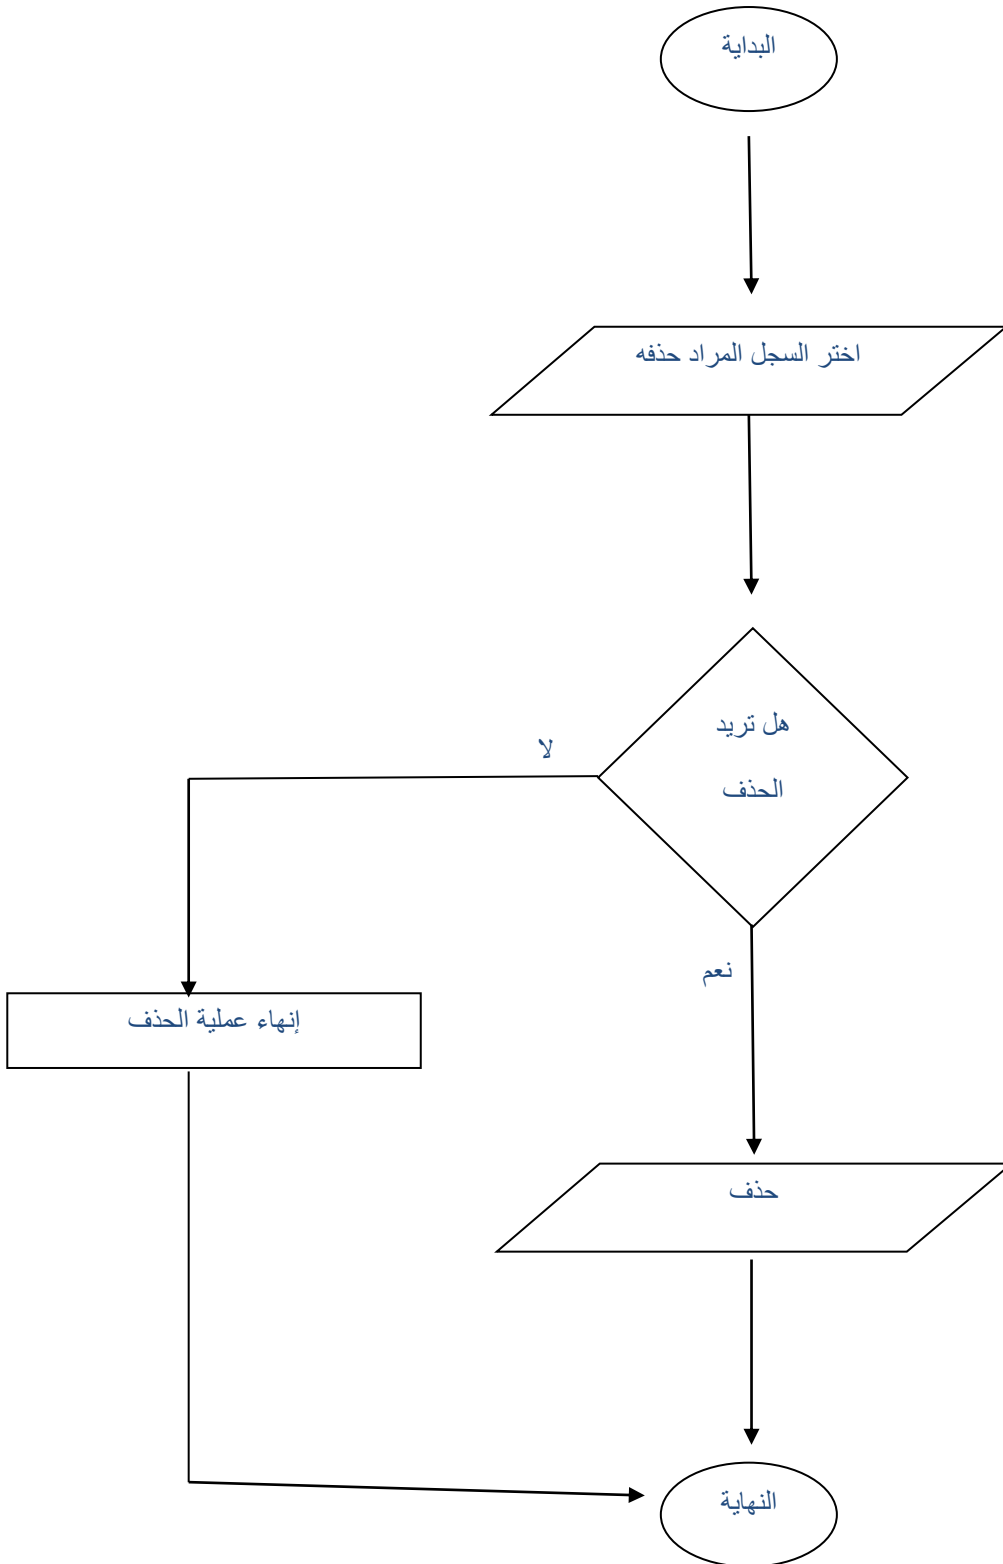 البداية
اختر السجل المراد حذفه
هل تريد
الحذف
لا
نعم
إنهاء عملية الحذف
حذف
النهاية